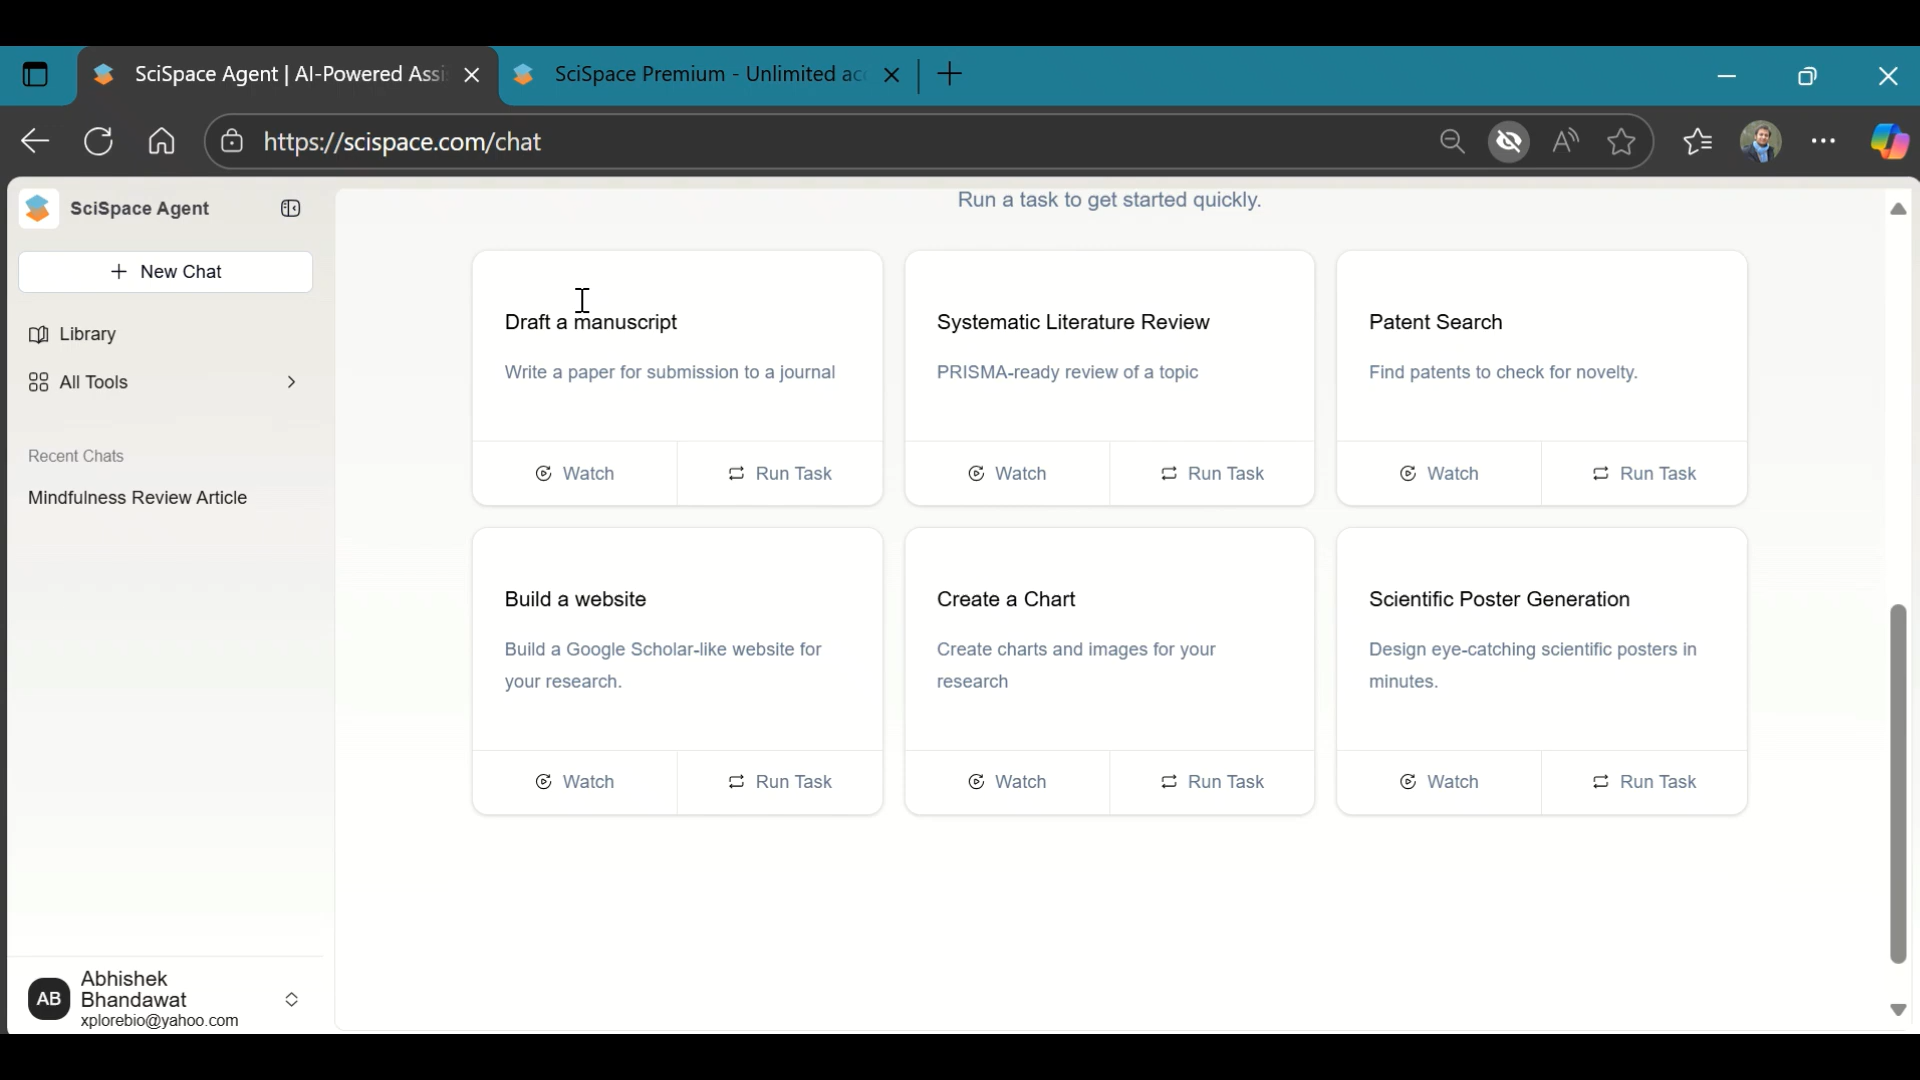 SciSpace Agent | AI-Powered Assi
SciSpace Premium - Unlimited ac
https://scispace.com/chat
SciSpace Agent
New Chat
Library
All Tools
Recent Chats
Mindfulness Review Article
AB
Abhishek
Bhandawat
xplorebio@yahoo.com
Run a task to get started quickly.
Draft a manuscript
Write a paper for submission to a journal
Watch
Run Task
Systematic Literature Review
PRISMA-ready review of a topic
Watch
Run Task
Patent Search
Find patents to check for novelty.
Watch
Run Task
Build a website
Build a Google Scholar-like website for
your research.
Watch
Run Task
Create a Chart
Create charts and images for your
research
Watch
Run Task
Scientific Poster Generation
Design eye-catching scientific posters in
minutes.
Watch
Run Task